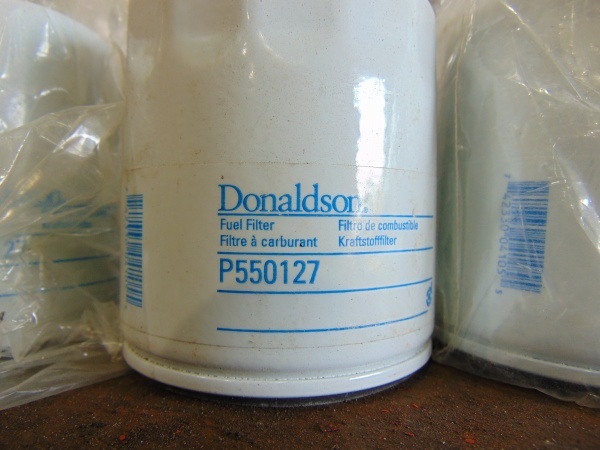 Donaldson®
Fuel Filter Filtro de combustible
Filtre à carburant Kraftstofffilter
P550127